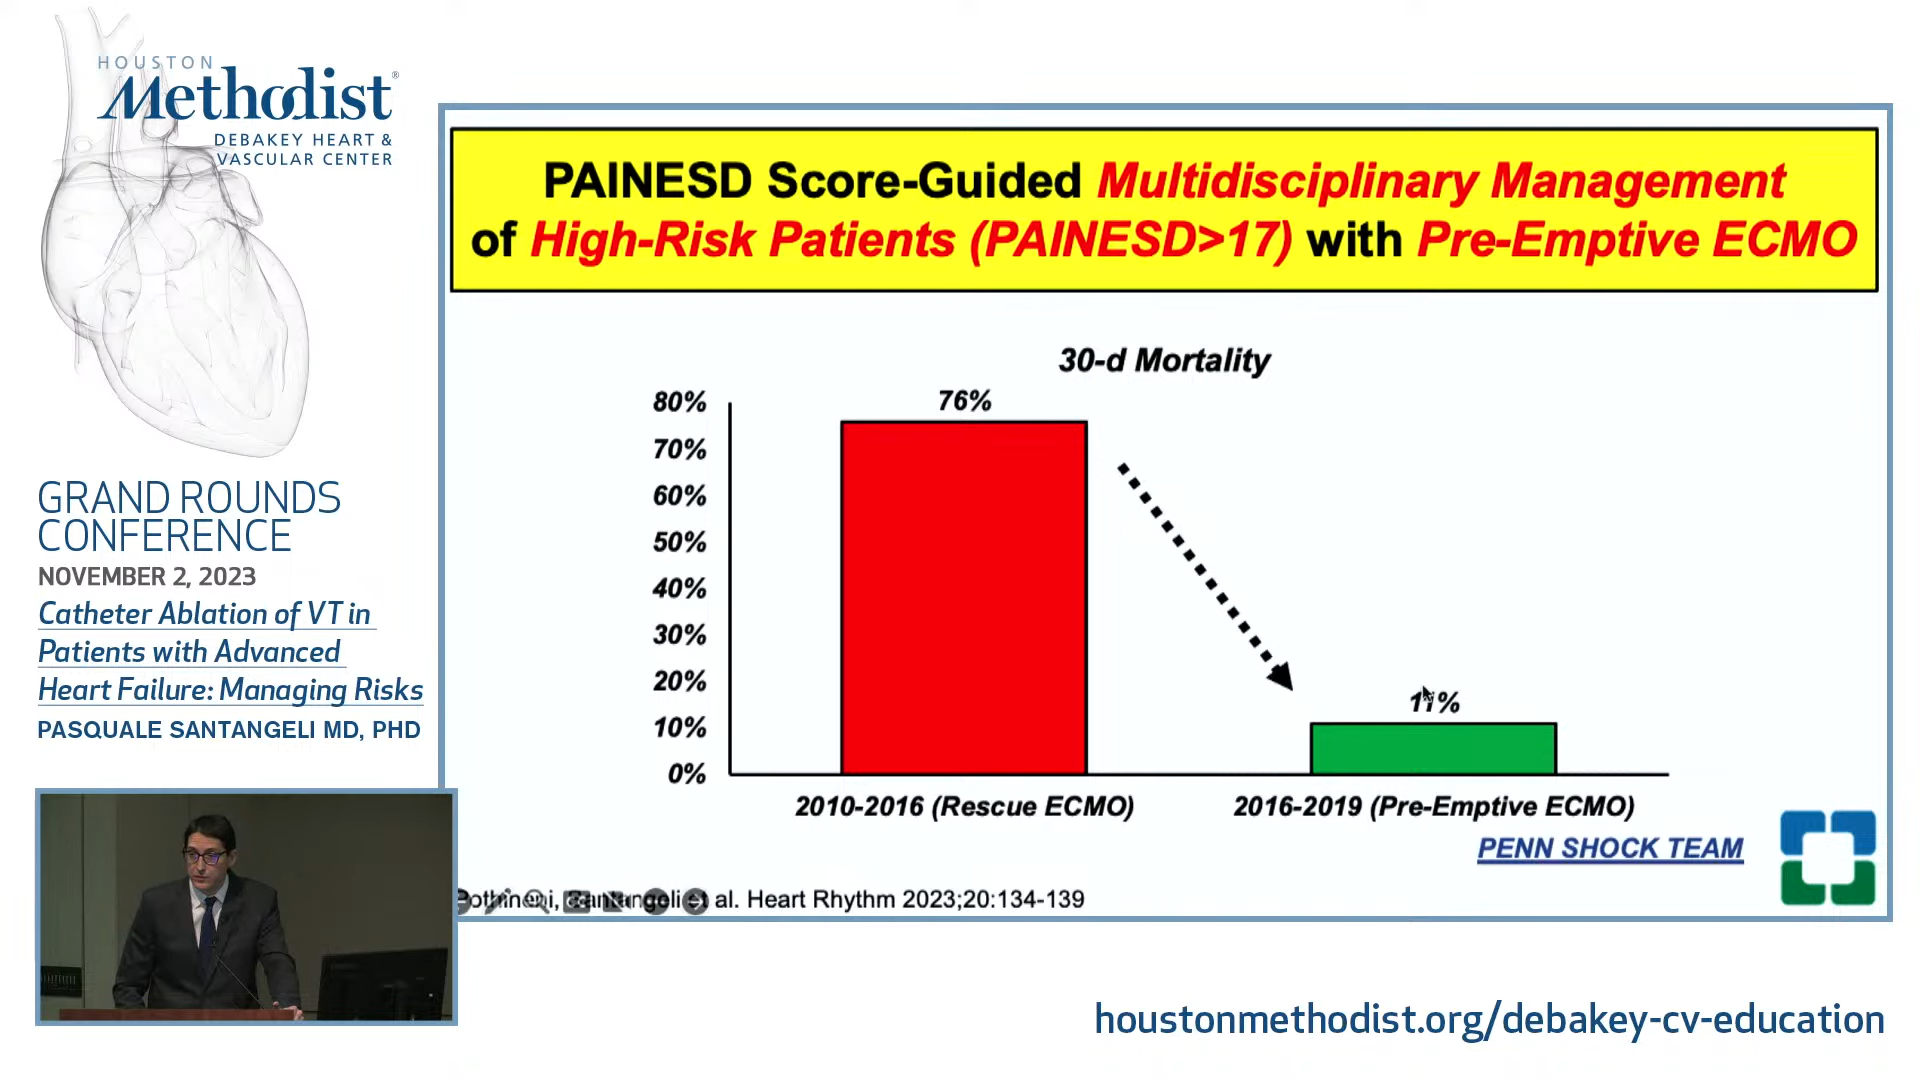 HOUSTON
Methodist®
DEBAKEY HEART &
VASCULAR CENTER
GRAND ROUNDS
CONFERENCE
NOVEMBER 2, 2023
Catheter Ablation of VT in
Patients with Advanced
Heart Failure: Managing Risks
PASQUALE SANTANGELI MD, PHD
PAINESD Score-Guided Multidisciplinary Management
of High-Risk Patients (PAINESD>17) with Pre-Emptive ECMO
30-d Mortality
80%
70%
60%
50%
40%
30%
20%
10%
0%
76%
11%
2010-2016 (Rescue ECMO)
2016-2019 (Pre-Emptive ECMO)
PENN SHOCK TEAM
Pothineni, Santangeli et al. Heart Rhythm 2023;20:134-139
houstonmethodist.org/debakey-cv-education